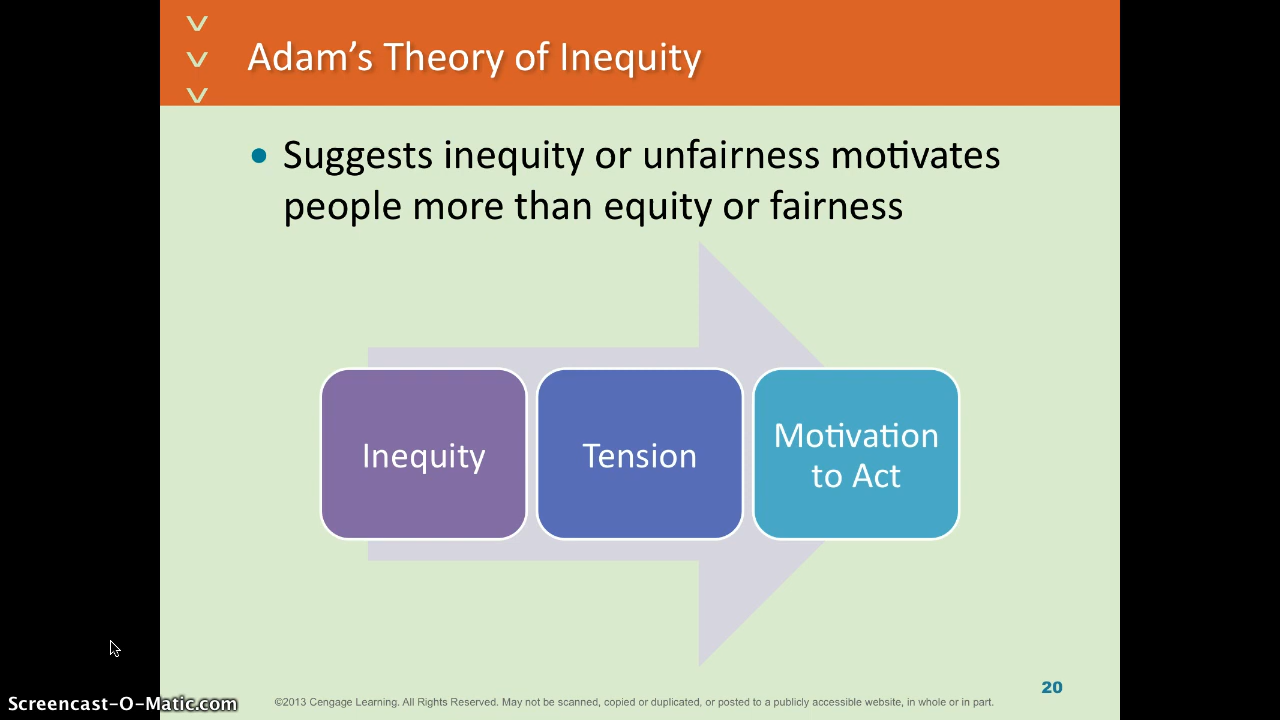 Adam’s Theory of Inequity
• Suggests inequity or unfairness motivates
people more than equity or fairness
Inequity
Tension
Motivation
to Act
20
©2013 Cengage Learning. All Rights Reserved. May not be scanned, copied or duplicated, or posted to a publicly accessible website, in whole or in part.
Screencast-O-Matic.com